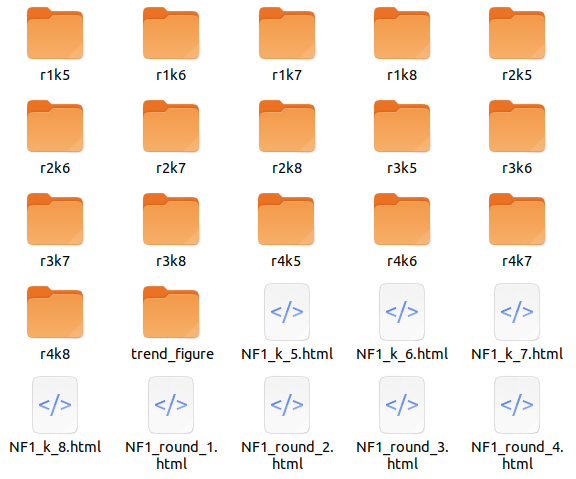 r1k5
r1k6
r1k7
r1k8
r2k5
r2k6
r2k7
r2k8
r3k5
r3k6
r3k7
r3k8
r4k5
r4k6
r4k7
r4k8
trend_figure
</>
NF1_k_5.html
</>
NF1_k_6.html
</>
NF1_k_7.html
</>
NF1_k_8.html
</>
NF1_round_1.
html
</>
NF1_round_2.
html
</>
NF1_round_3.
html
</>
NF1_round_4.
html